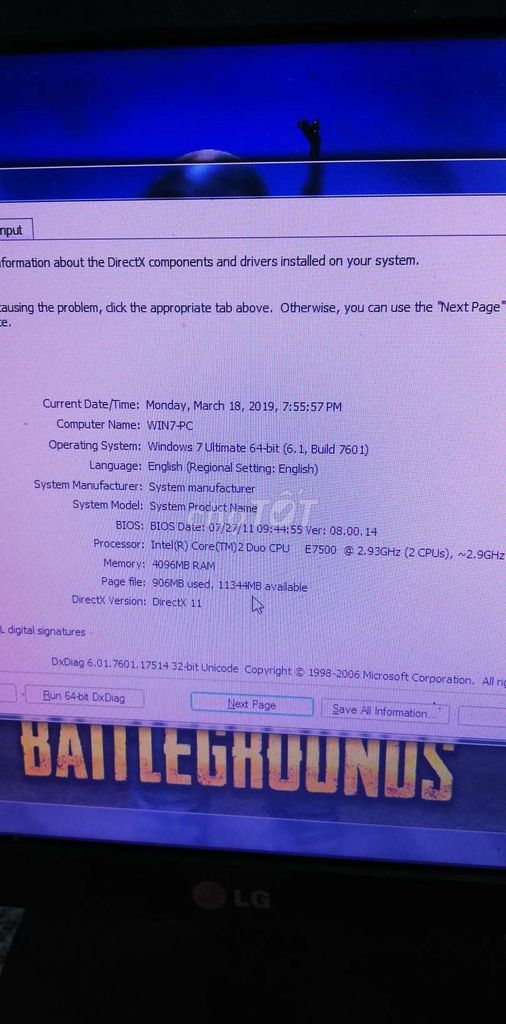 nput
nformation about the DirectX components and drivers installed on your system.
causing the problem, click the appropriate tab above. Otherwise, you can use the "Next Page"
te.
Current Date/Time: Monday, March 18, 2019, 7:55:57 PM
Computer Name: WIN7-PC
Operating System: Windows 7 Ultimate 64-bit (6.1, Build 7601)
Language: English (Regional Setting: English)
System Manufacturer: System manufacturer
System Model: System Product Name
chợTỐT
BIOS: BIOS Date: 07/27/11 09:44:55 Ver: 08.00.14
Processor: Intel(R) Core(TM)2 Duo CPU E7500 @ 2.93GHz (2 CPUs), ~2.9GHz
Memory: 4096MB RAM
Page file: 906MB used, 11344MB available
DirectX Version: DirectX 11
L digital signatures
DxDiag 6.01.7601.17514 32-bit Unicode Copyright © 1998-2006 Microsoft Corporation. All rig
Run 64-bit DxDiag
Next Page
Save All Information...
BATTLEGROUNDS
LG